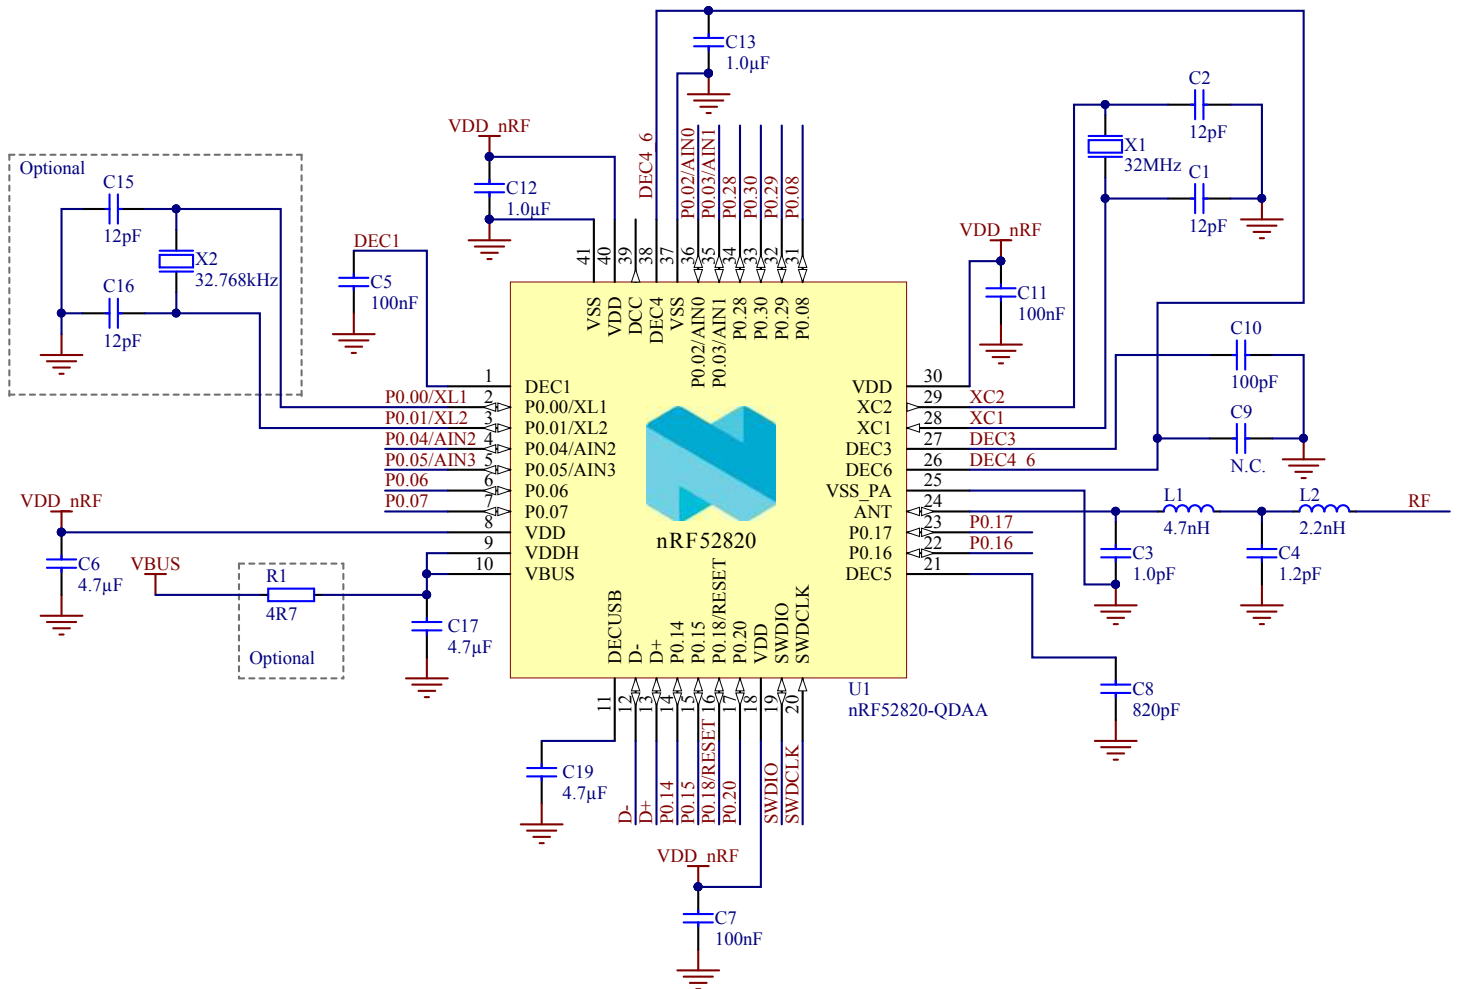 C13
1.0µF
C2
12pF
X1
32MHz
C1
12pF
VDD_nRF
C12
1.0µF
DEC4_6
P0.02/AIN0
P0.03/AIN1
P0.28
P0.30
P0.29
P0.08
Optional
C15
12pF
X2
32.768kHz
C16
12pF
DEC1
C5
100nF
VDD_nRF
C11
100nF
41
40
39
38
37
36
35
34
33
32
31
VSS
VDD
DCC
DEC4
VSS
P0.02/AIN0
P0.03/AIN1
P0.28
P0.30
P0.29
P0.08
C10
100pF
C9
N.C.
1 DEC1
P0.00/XL1 2 P0.00/XL1
P0.01/XL2 3 P0.01/XL2
P0.04/AIN2 4 P0.04/AIN2
P0.05/AIN3 5 P0.05/AIN3
P0.06 6 P0.06
P0.07 7 P0.07
8 VDD
9 VDDH
10 VBUS
VDD 30
XC2 29 XC2
XC1 28 XC1
DEC3 27 DEC3
DEC6 26 DEC4_6
VSS_PA 25
ANT 24
P0.17 23 P0.17
P0.16 22 P0.16
DEC5 21
nRF52820
L1
4.7nH
L2
2.2nH
RF
C3
1.0pF
C4
1.2pF
VDD_nRF
C6
4.7µF
VBUS
R1
4R7
Optional
C17
4.7µF
DECUSB
D-
D+
P0.14
P0.15
P0.18/RESET
P0.20
VDD
SWDIO
SWDCLK
U1
nRF52820-QDAA
C8
820pF
11
12
13
14
15
16
17
18
19
20
C19
4.7µF
D-
D+
P0.14
P0.15
P0.18/RESET
P0.20
SWDIO
SWDCLK
VDD_nRF
C7
100nF